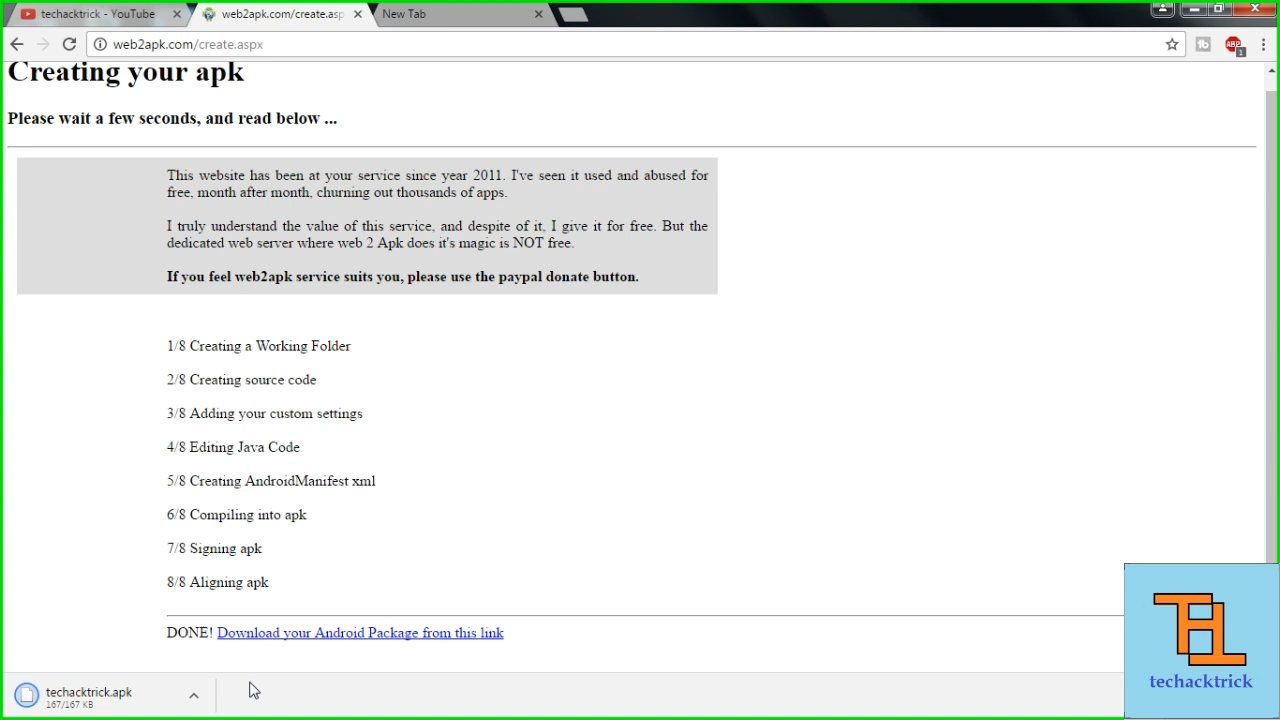 techacktrick - YouTube
web2apk.com/create.asp
New Tab
web2apk.com/create.aspx
ABP
1
Creating your apk
Please wait a few seconds, and read below ...
This website has been at your service since year 2011. I've seen it used and abused for
free, month after month, churning out thousands of apps.
I truly understand the value of this service, and despite of it, I give it for free. But the
dedicated web server where web 2 Apk does it's magic is NOT free.
If you feel web2apk service suits you, please use the paypal donate button.
1/8 Creating a Working Folder
2/8 Creating source code
3/8 Adding your custom settings
4/8 Editing Java Code
5/8 Creating AndroidManifest xml
6/8 Compiling into apk
7/8 Signing apk
8/8 Aligning apk
DONE! Download your Android Package from this link
techacktrick.apk
167/167 KB
techacktrick